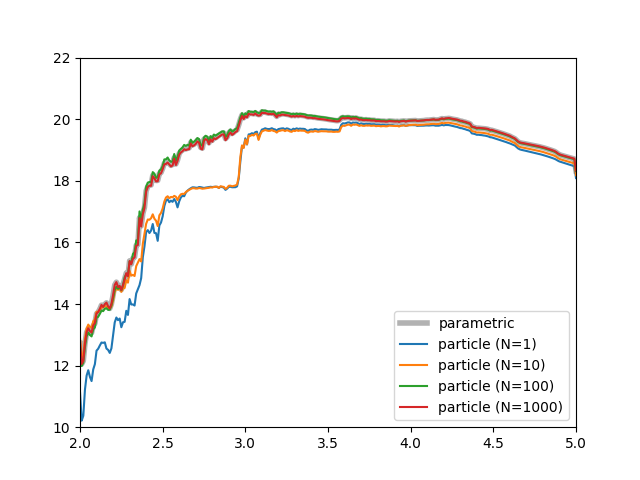 22
20
18
16
14
12
10
2.0 2.5 3.0 3.5 4.0 4.5 5.0
parametric
particle (N=1)
particle (N=10)
particle (N=100)
particle (N=1000)